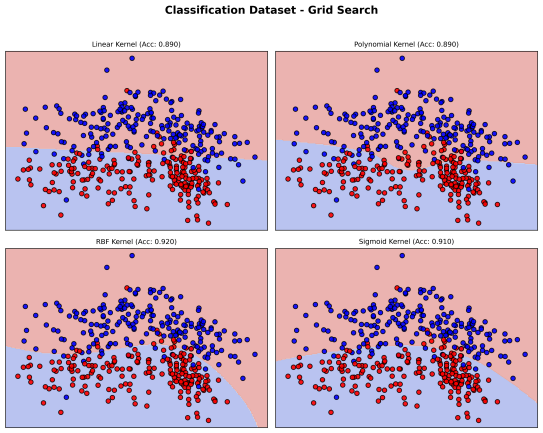 Classification Dataset - Grid Search
Linear Kernel (Acc: 0.890)
Polynomial Kernel (Acc: 0.890)
RBF Kernel (Acc: 0.920)
Sigmoid Kernel (Acc: 0.910)